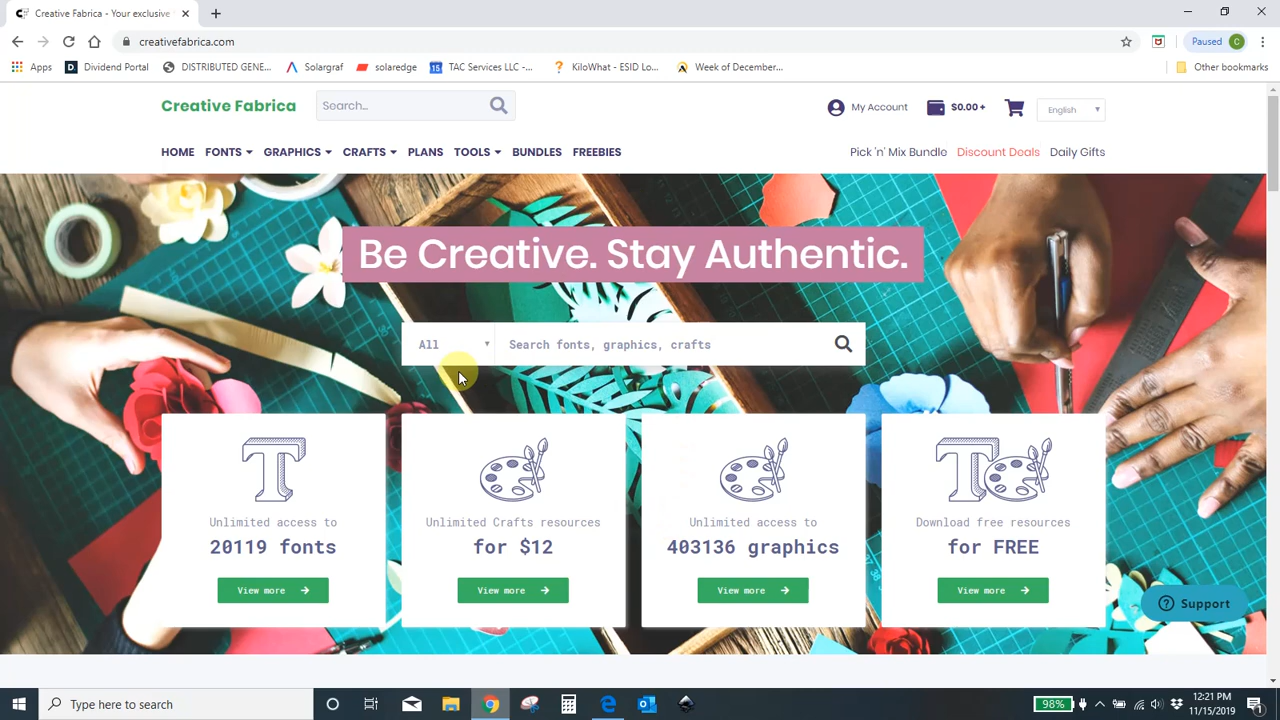 Creative Fabrica - Your exclusive
creativefabrica.com
Paused C
Apps
Dividend Portal
DISTRIBUTED GENE...
Solargraf
solaredge
TAC Services LLC -...
KiloWhat - ESID Lo...
Week of December...
Other bookmarks
Creative Fabrica
Search...
My Account
$0.00 +
English
HOME
FONTS
GRAPHICS
CRAFTS
PLANS
TOOLS
BUNDLES
FREEBIES
Pick 'n' Mix Bundle
Discount Deals
Daily Gifts
Be Creative. Stay Authentic.
All
Search fonts, graphics, crafts
Unlimited access to
20119 fonts
View more
Unlimited Crafts resources
for $12
View more
Unlimited access to
403136 graphics
View more
Download free resources
for FREE
View more
Support
Type here to search
98%
12:21 PM
11/15/2019